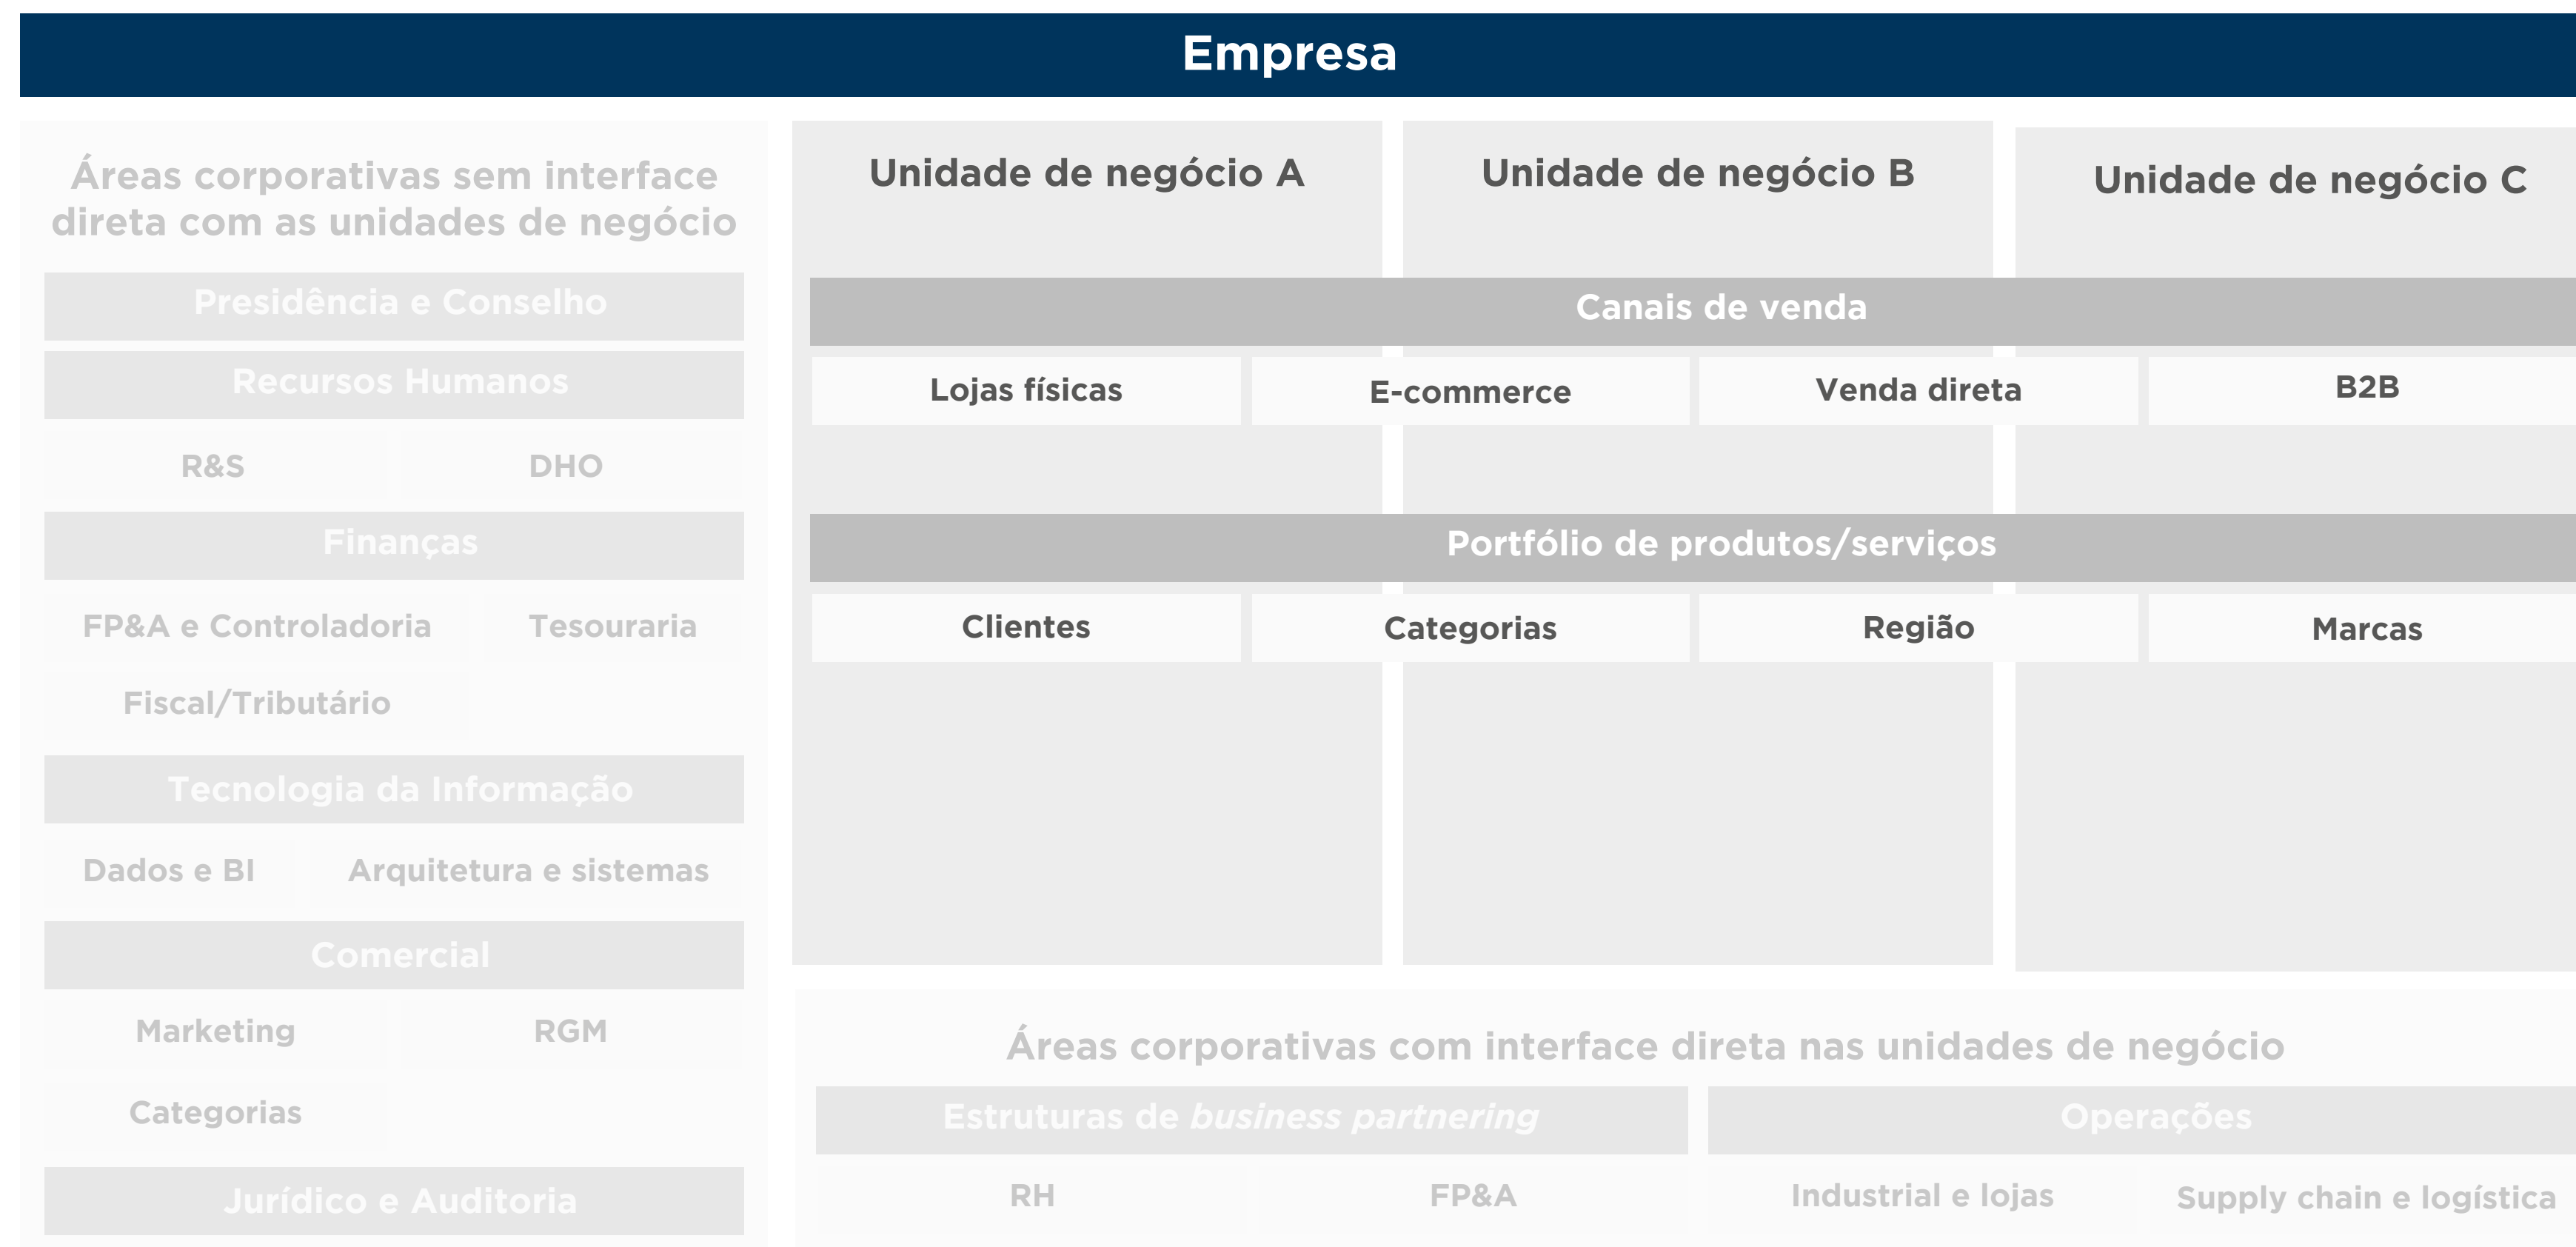 Empresa
Áreas corporativas sem interface
direta com as unidades de negócio
Presidência e Conselho
Recursos Humanos
R&S
DHO
Finanças
FP&A e Controladoria
Tesouraria
Fiscal/Tributário
Tecnologia da Informação
Dados e BI
Arquitetura e sistemas
Comercial
Marketing
RGM
Categorias
Jurídico e Auditoria
Unidade de negócio A
Unidade de negócio B
Unidade de negócio C
Canais de venda
Lojas físicas
E-commerce
Venda direta
B2B
Portfólio de produtos/serviços
Clientes
Categorias
Região
Marcas
Áreas corporativas com interface direta nas unidades de negócio
Estruturas de business partnering
Operações
RH
FP&A
Industrial e lojas
Supply chain e logística